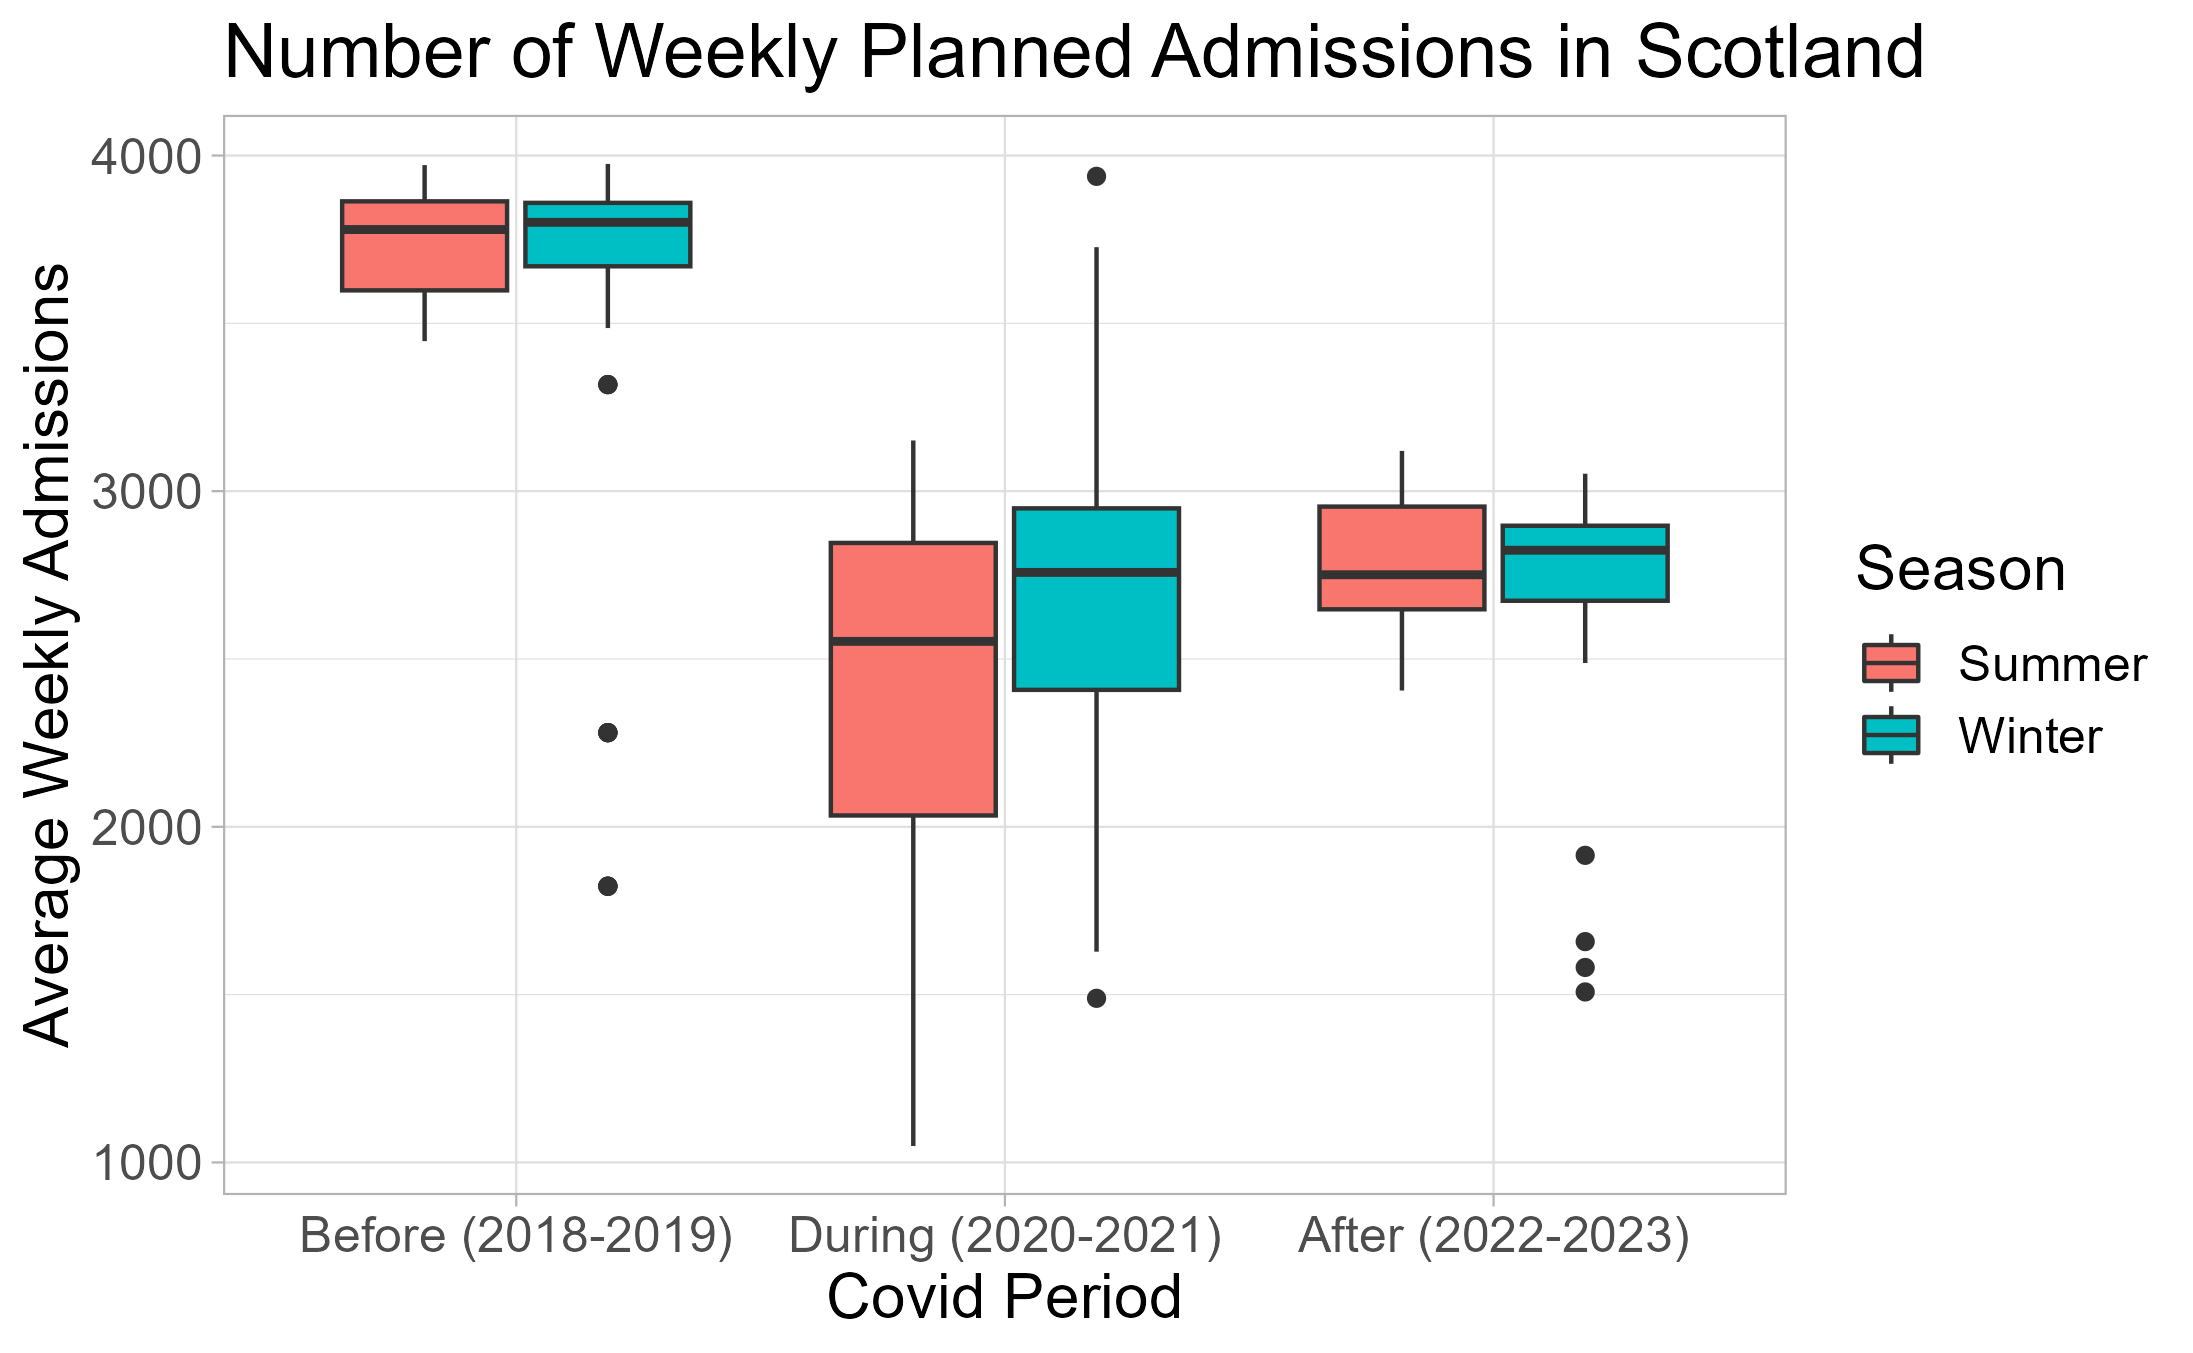 Number of Weekly Planned Admissions in Scotland
Average Weekly Admissions
4000
3000
2000
1000
Before (2018-2019)
During (2020-2021)
After (2022-2023)
Covid Period
Season
Summer
Winter